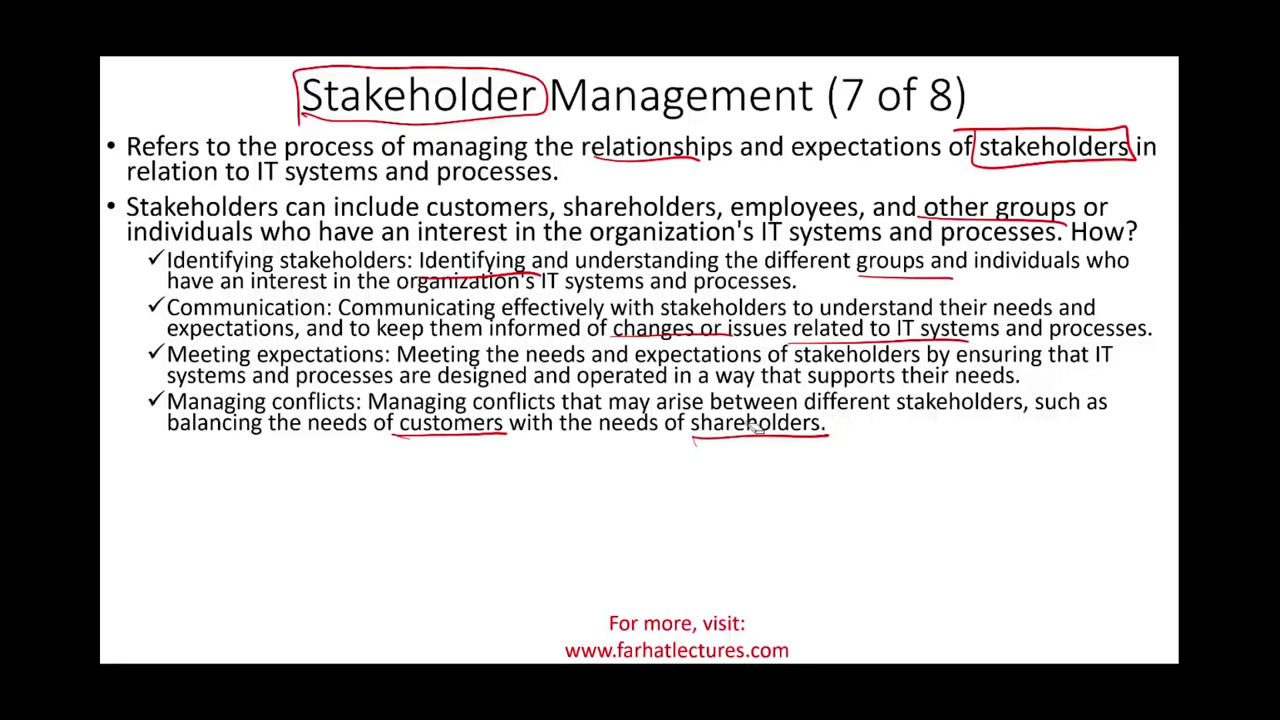 Stakeholder Management (7 of 8)
• Refers to the process of managing the relationships and expectations of stakeholders in
relation to IT systems and processes.
• Stakeholders can include customers, shareholders, employees, and other groups or
individuals who have an interest in the organization's IT systems and processes. How?
✓Identifying stakeholders: Identifying and understanding the different groups and individuals who
have an interest in the organization's IT systems and processes.
✓Communication: Communicating effectively with stakeholders to understand their needs and
expectations, and to keep them informed of changes or issues related to IT systems and processes.
✓Meeting expectations: Meeting the needs and expectations of stakeholders by ensuring that IT
systems and processes are designed and operated in a way that supports their needs.
✓Managing conflicts: Managing conflicts that may arise between different stakeholders, such as
balancing the needs of customers with the needs of shareholders.
For more, visit:
www.farhatlectures.com